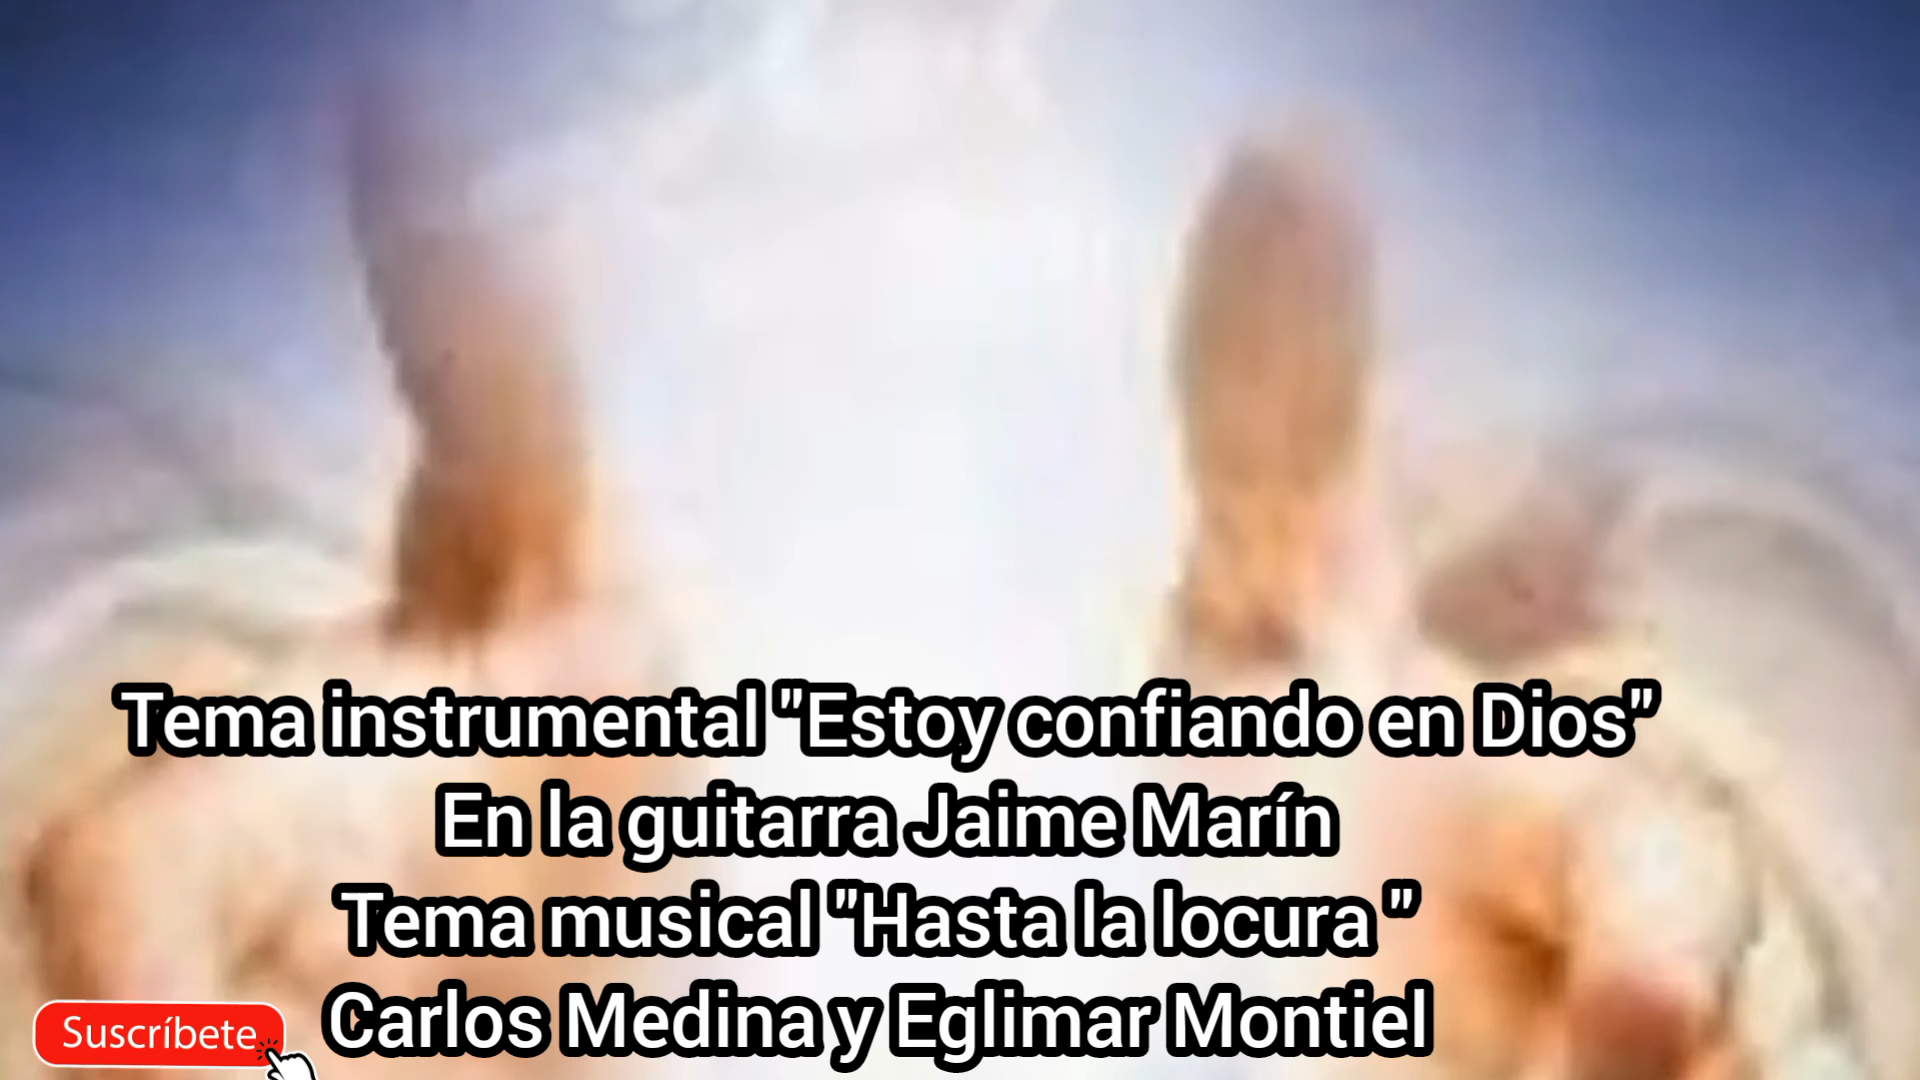 Tema instrumental "Estoy confiando en Dios"
En la guitarra Jaime Marín
Tema musical "Hasta la locura "
Carlos Medina y Eglimar Montiel
Suscríbete